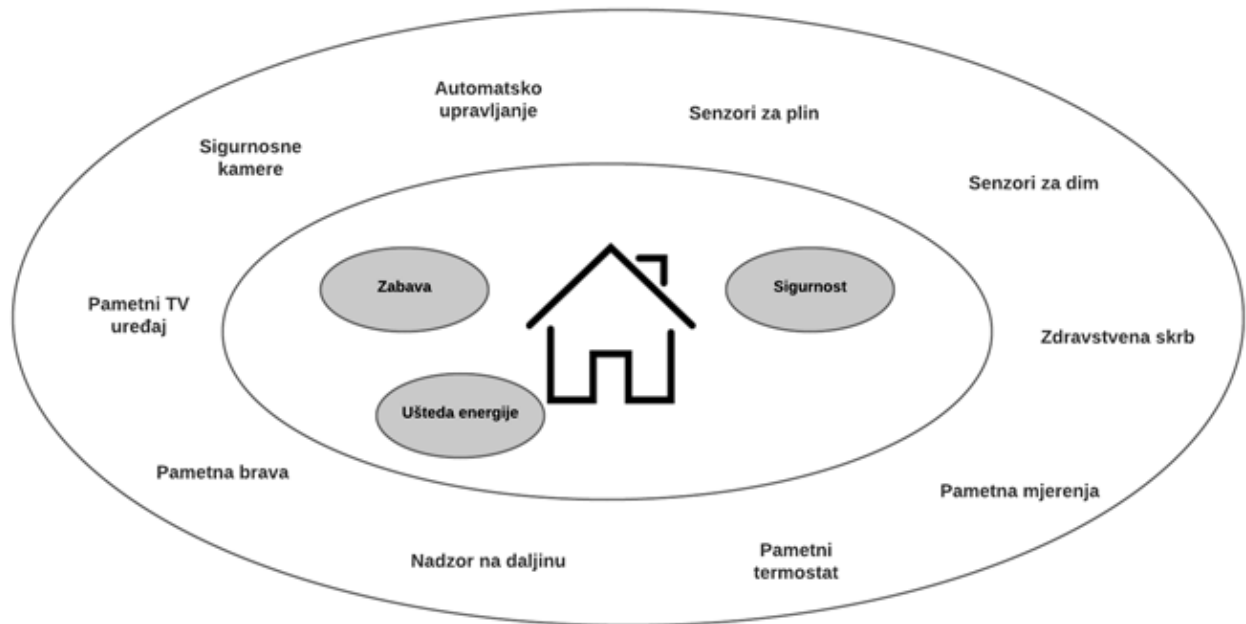 Automatsko
upravljanje
Senzori za plin
Sigurnosne
kamere
Senzori za dim
Zabava
Sigurnost
Pametni TV
uređaj
Zdravstvena skrb
Ušteda energije
Pametna brava
Pametna mjerenja
Nadzor na daljinu
Pametni
termostat